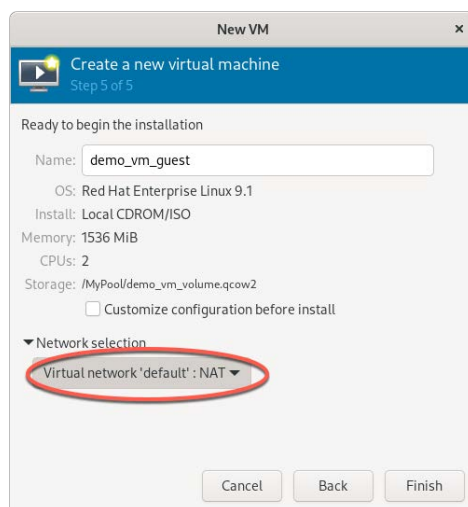 New VM ×
Create a new virtual machine
Step 5 of 5
Ready to begin the installation
Name: demo_vm_guest
OS: Red Hat Enterprise Linux 9.1
Install: Local CDROM/ISO
Memory: 1536 MiB
CPUs: 2
Storage: /MyPool/demo_vm_volume.qcow2
Customize configuration before install
Network selection
Virtual network 'default' : NAT
Cancel Back Finish